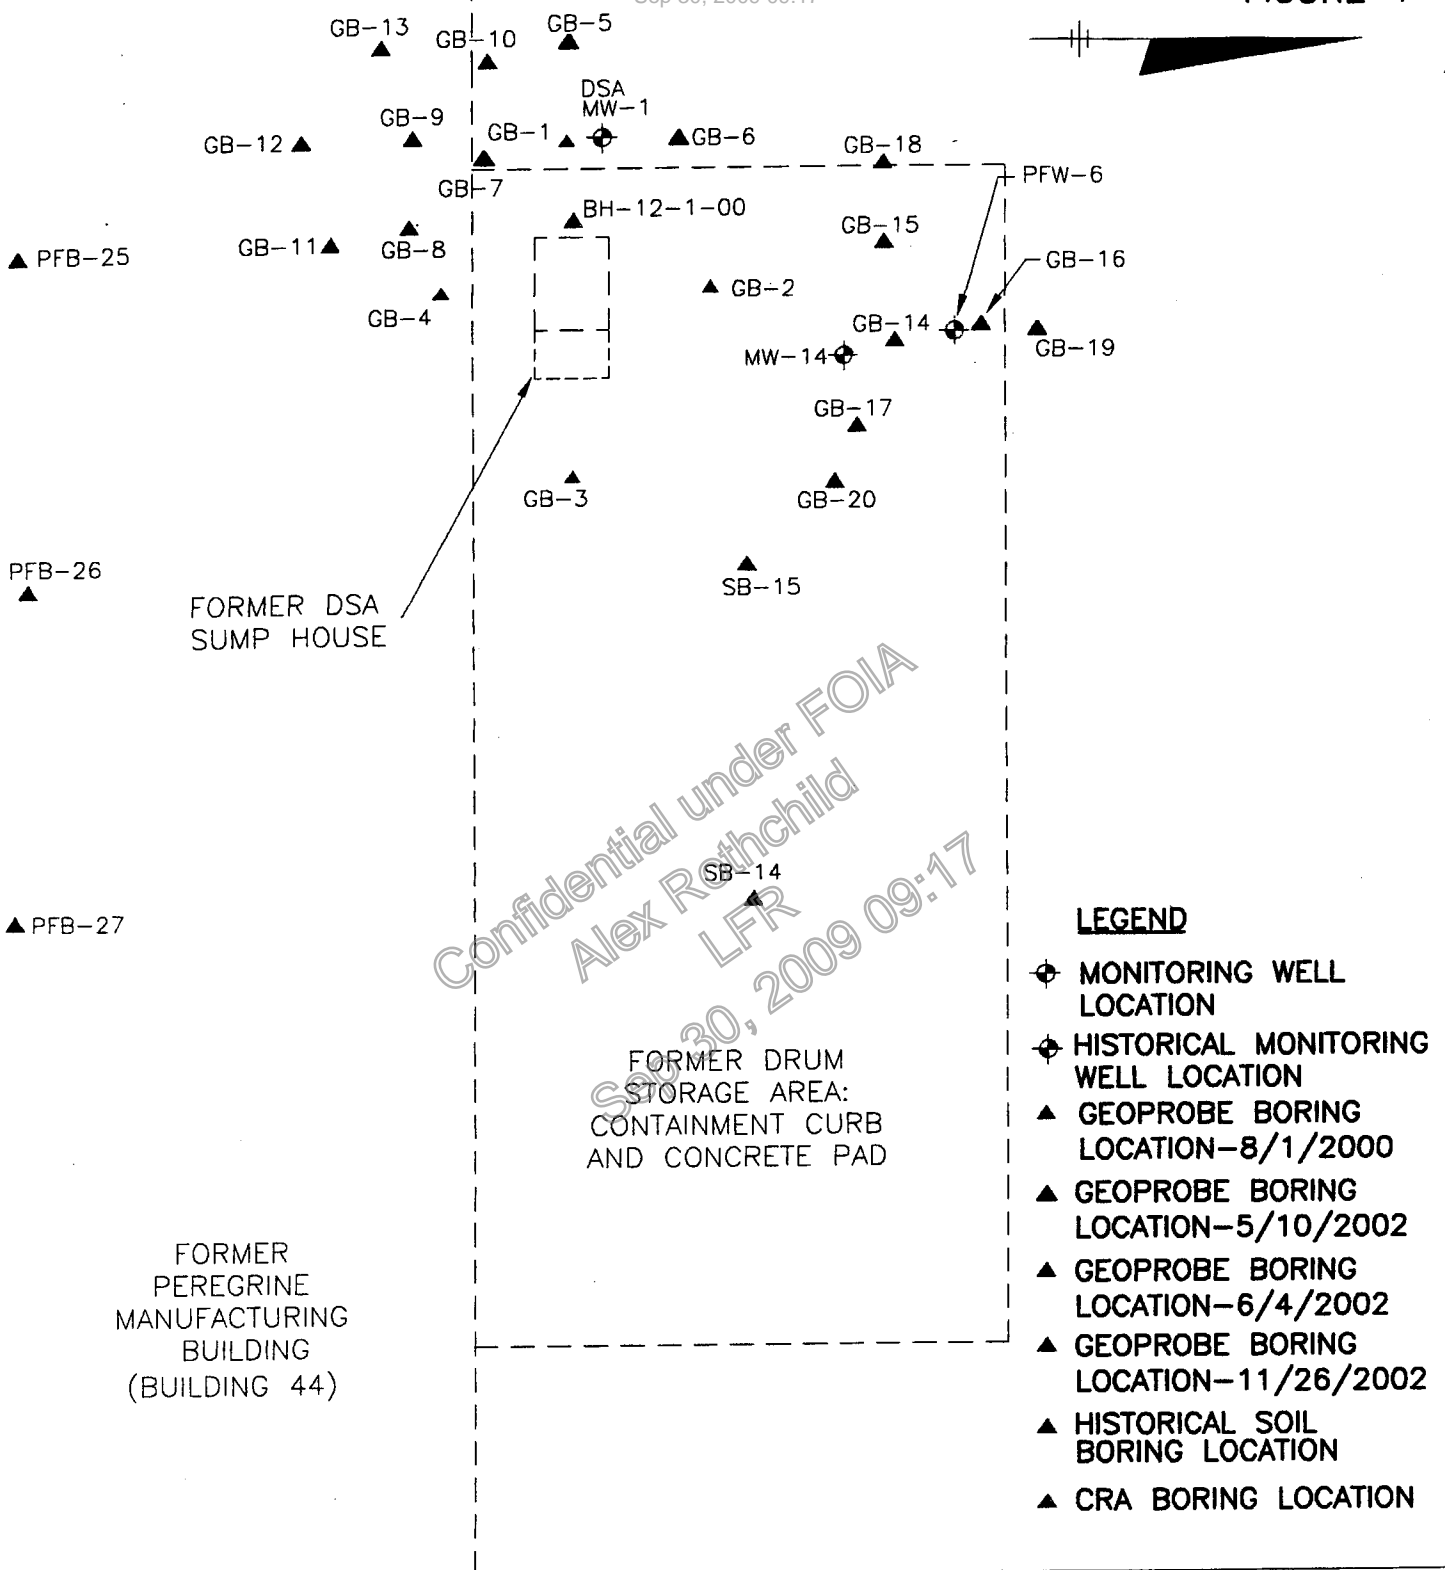 GB-13
GB-10
GB-5
DSA
MW-1
GB-12
GB-9
GB-1
GB-6
GB-18
GB-7
PFW-6
BH-12-1-00
GB-15
PFB-25
GB-11
GB-8
GB-16
GB-2
GB-4
GB-14
GB-19
MW-14
GB-17
GB-3
GB-20
PFB-26
SB-15
FORMER DSA
SUMP HOUSE
Confidential under FOIA
Alex Rothchild
LFR
Sep 30, 2009 09:17
SB-14
PFB-27
FORMER DRUM
STORAGE AREA:
CONTAINMENT CURB
AND CONCRETE PAD
FORMER
PEREGRINE
MANUFACTURING
BUILDING
(BUILDING 44)
LEGEND
MONITORING WELL
LOCATION
HISTORICAL MONITORING
WELL LOCATION
GEOPROBE BORING
LOCATION-8/1/2000
GEOPROBE BORING
LOCATION-5/10/2002
GEOPROBE BORING
LOCATION-6/4/2002
GEOPROBE BORING
LOCATION-11/26/2002
HISTORICAL SOIL
BORING LOCATION
CRA BORING LOCATION